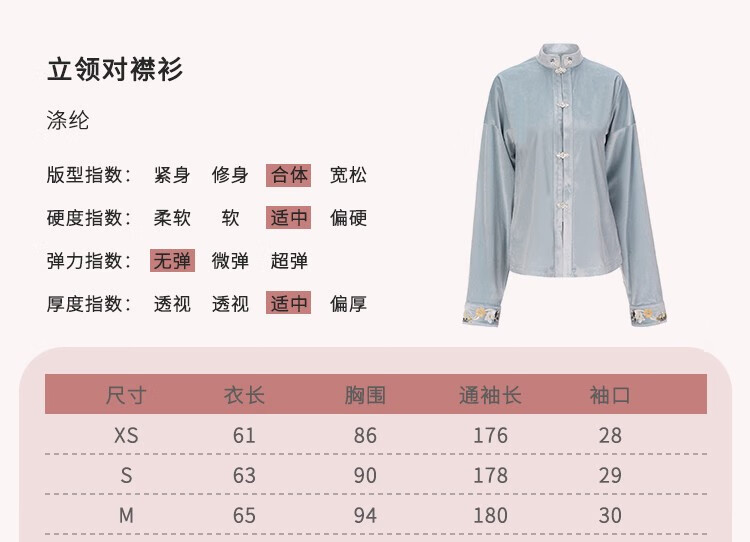 立领对襟衫
涤纶
版型指数： 紧身 修身 合体 宽松
硬度指数： 柔软 软 适中 偏硬
弹力指数： 无弹 微弹 超弹
厚度指数： 透视 透视 适中 偏厚
尺寸 衣长 胸围 通袖长 袖口
XS 61 86 176 28
S 63 90 178 29
M 65 94 180 30